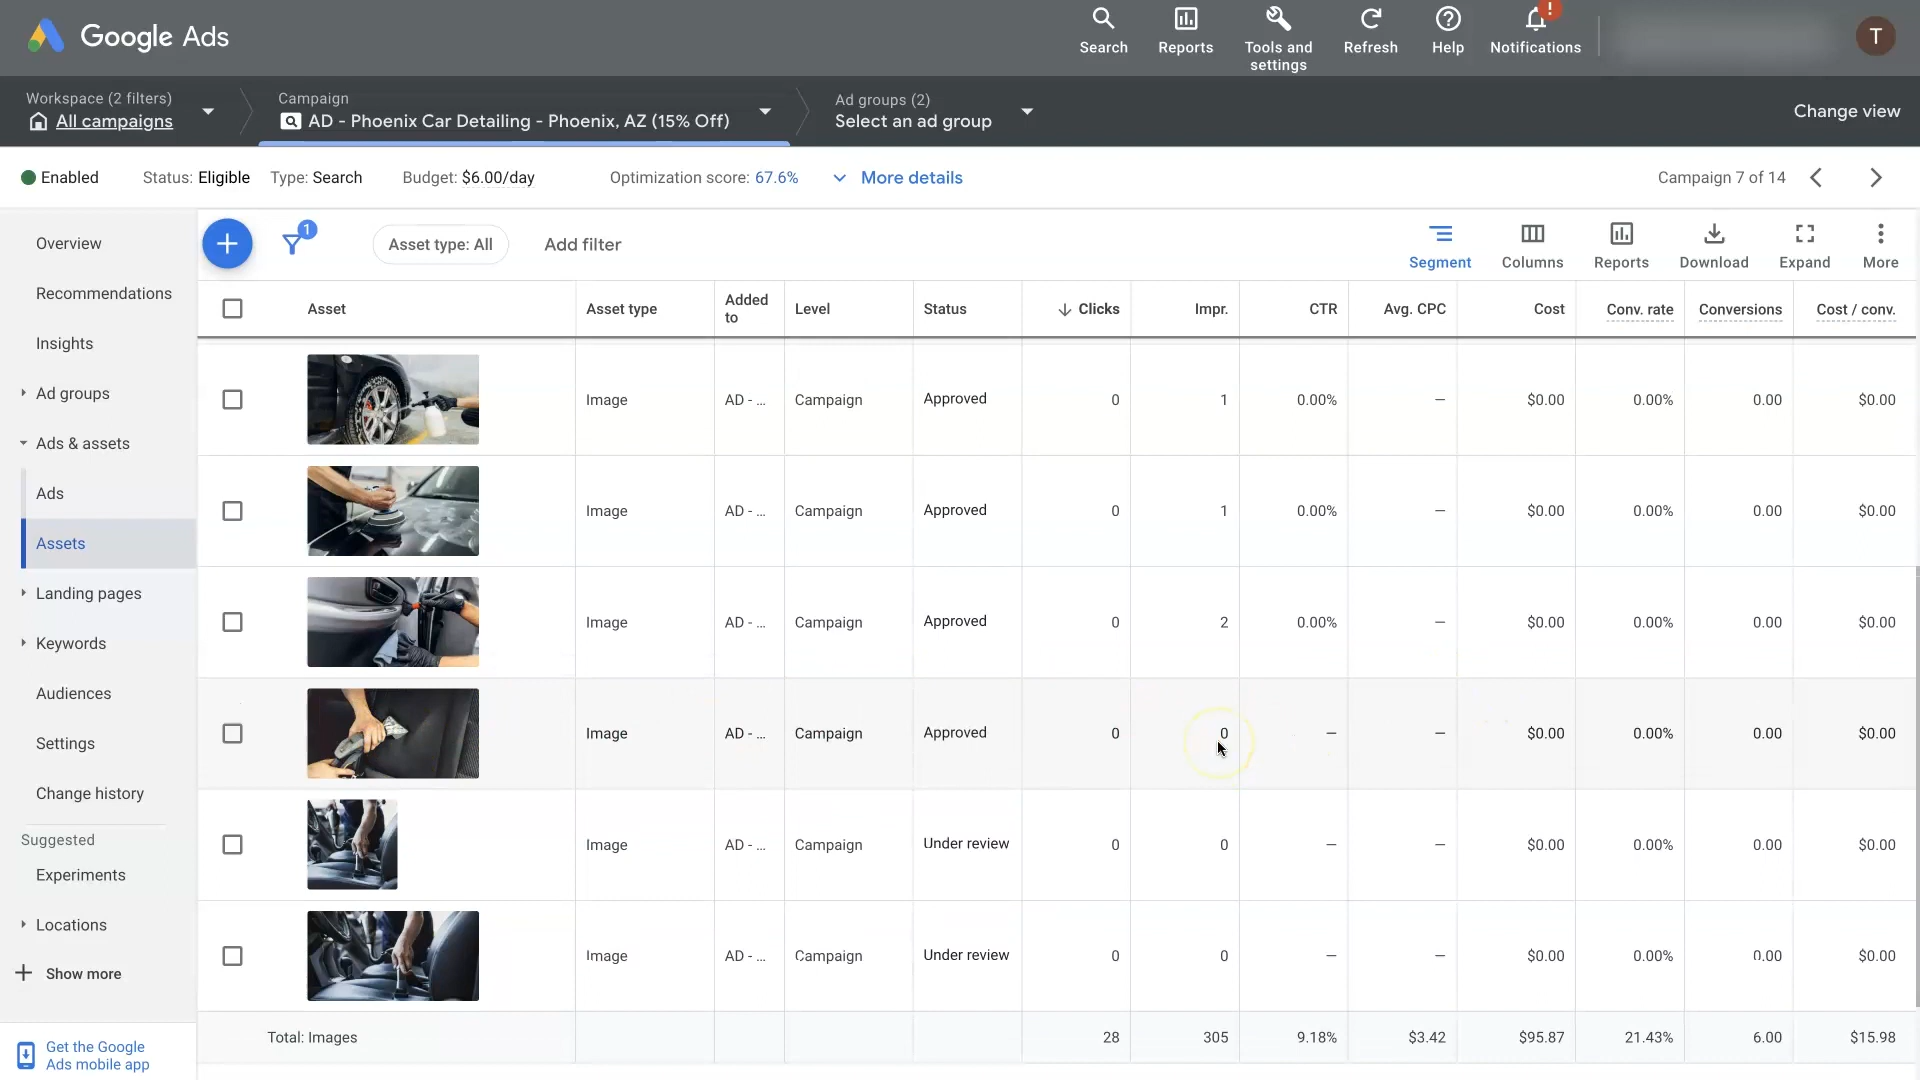 Google Ads
Search
Reports
Tools and
settings
Refresh
Help
!
Notifications
T
Workspace (2 filters)
All campaigns
Campaign
AD - Phoenix Car Detailing - Phoenix, AZ (15% Off)
Ad groups (2)
Select an ad group
Change view
Enabled
Status: Eligible
Type: Search
Budget: $6.00/day
Optimization score: 67.6%
More details
Campaign 7 of 14
Overview
Recommendations
Insights
Ad groups
Ads & assets
Ads
Assets
Landing pages
Keywords
Audiences
Settings
Change history
Suggested
Experiments
Locations
Show more
Get the Google
Ads mobile app
1
Asset type: All
Add filter
Segment
Columns
Reports
Download
Expand
More
Asset Asset type Added to Level Status Clicks Impr. CTR Avg. CPC Cost Conv. rate Conversions Cost / conv.
Image AD - ... Campaign Approved 0 1 0.00% — $0.00 0.00% 0.00 $0.00
Image AD - ... Campaign Approved 0 1 0.00% — $0.00 0.00% 0.00 $0.00
Image AD - ... Campaign Approved 0 2 0.00% — $0.00 0.00% 0.00 $0.00
Image AD - ... Campaign Approved 0 0 — — $0.00 0.00% 0.00 $0.00
Image AD - ... Campaign Under review 0 0 — — $0.00 0.00% 0.00 $0.00
Image AD - ... Campaign Under review 0 0 — — $0.00 0.00% 0.00 $0.00
Total: Images 28 305 9.18% $3.42 $95.87 21.43% 6.00 $15.98